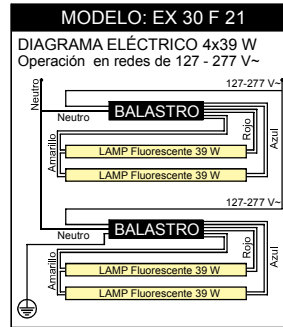 MODELO: EX 30 F 21
DIAGRAMA ELÉCTRICO 4x39 W
Operación en redes de 127 - 277 V~
Neutro
127-277 V~
BALASTRO
Neutro
Amarillo
Rojo
Azul
LAMP Fluorescente 39 W
LAMP Fluorescente 39 W
127-277 V~
BALASTRO
Neutro
Amarillo
Rojo
Azul
LAMP Fluorescente 39 W
LAMP Fluorescente 39 W